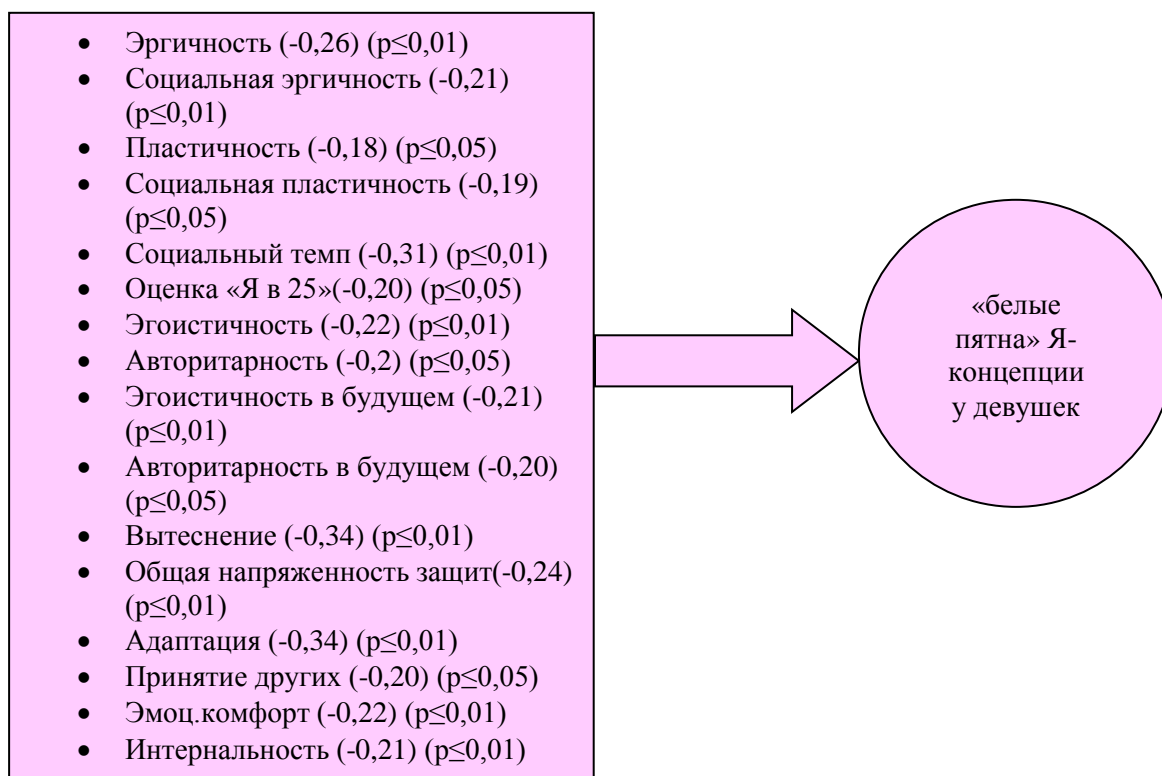 • Эргичность (-0,26) (p≤0,01)
• Социальная эргичность (-0,21)
(p≤0,01)
• Пластичность (-0,18) (p≤0,05)
• Социальная пластичность (-0,19)
(p≤0,05)
• Социальный темп (-0,31) (p≤0,01)
• Оценка «Я в 25»(-0,20) (p≤0,05)
• Эгоистичность (-0,22) (p≤0,01)
• Авторитарность (-0,2) (p≤0,05)
• Эгоистичность в будущем (-0,21)
(p≤0,01)
• Авторитарность в будущем (-0,20)
(p≤0,05)
• Вытеснение (-0,34) (p≤0,01)
• Общая напряженность защит(-0,24)
(p≤0,01)
• Адаптация (-0,34) (p≤0,01)
• Принятие других (-0,20) (p≤0,05)
• Эмоц.комфорт (-0,22) (p≤0,01)
• Интернальность (-0,21) (p≤0,01)
«белые
пятна» Я-
концепции
у девушек